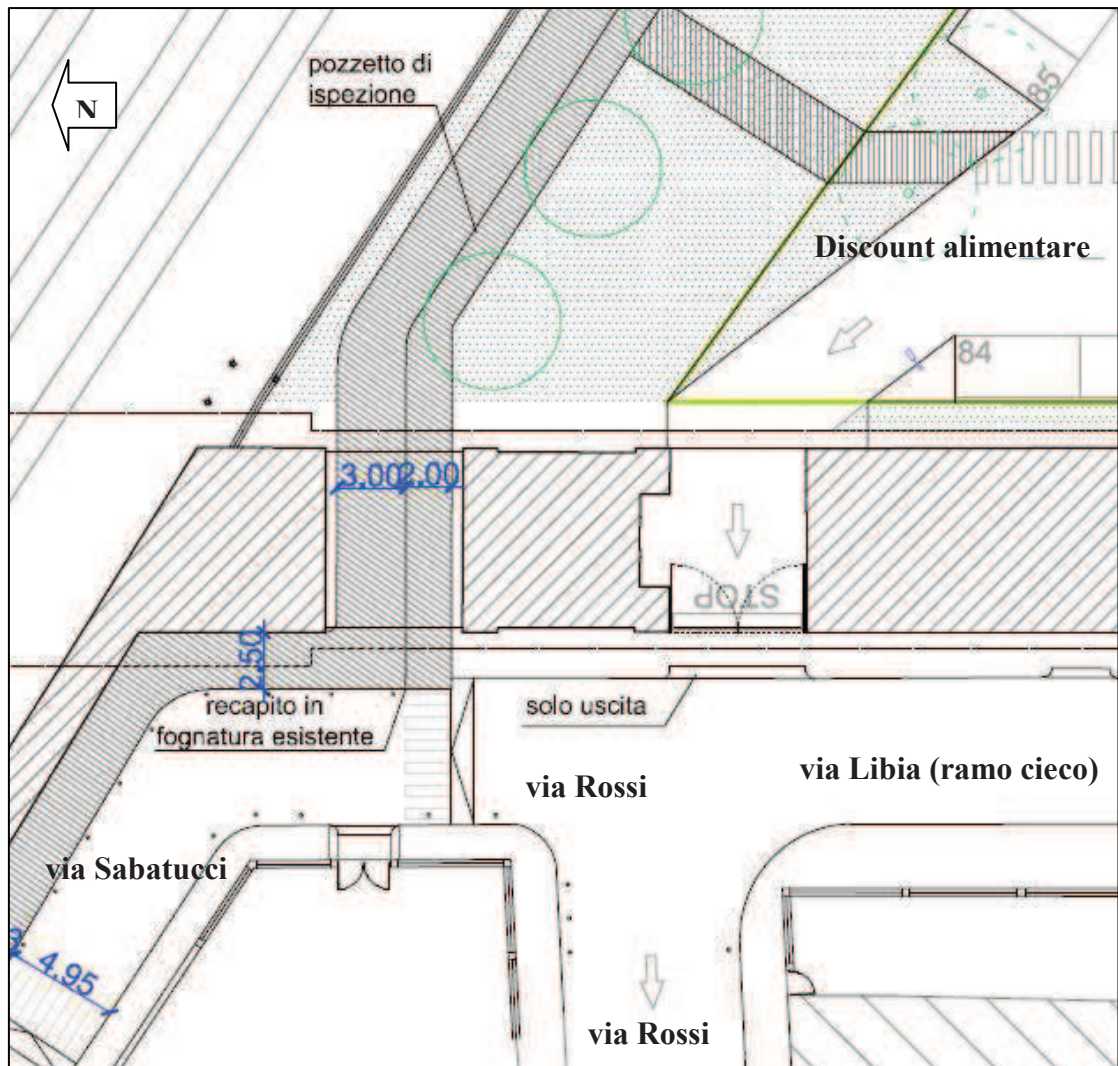 pozzetto di
ispezione
N
85
Discount alimentare
84
3.00 2.00
STOP
2.50
recapito in
fognatura esistente
solo uscita
via Rossi
via Libia (ramo cieco)
via Sabatucci
4.95
via Rossi